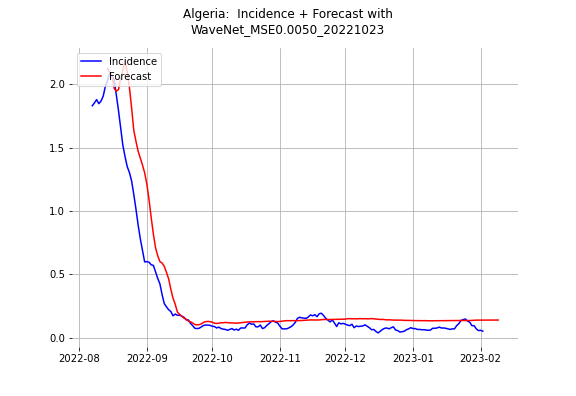 Algeria:  Incidence + Forecast with
WaveNet_MSE0.0050_20221023
Incidence
Forecast
2.0
1.5
1.0
0.5
0.0
2022-08 2022-09 2022-10 2022-11 2022-12 2023-01 2023-02